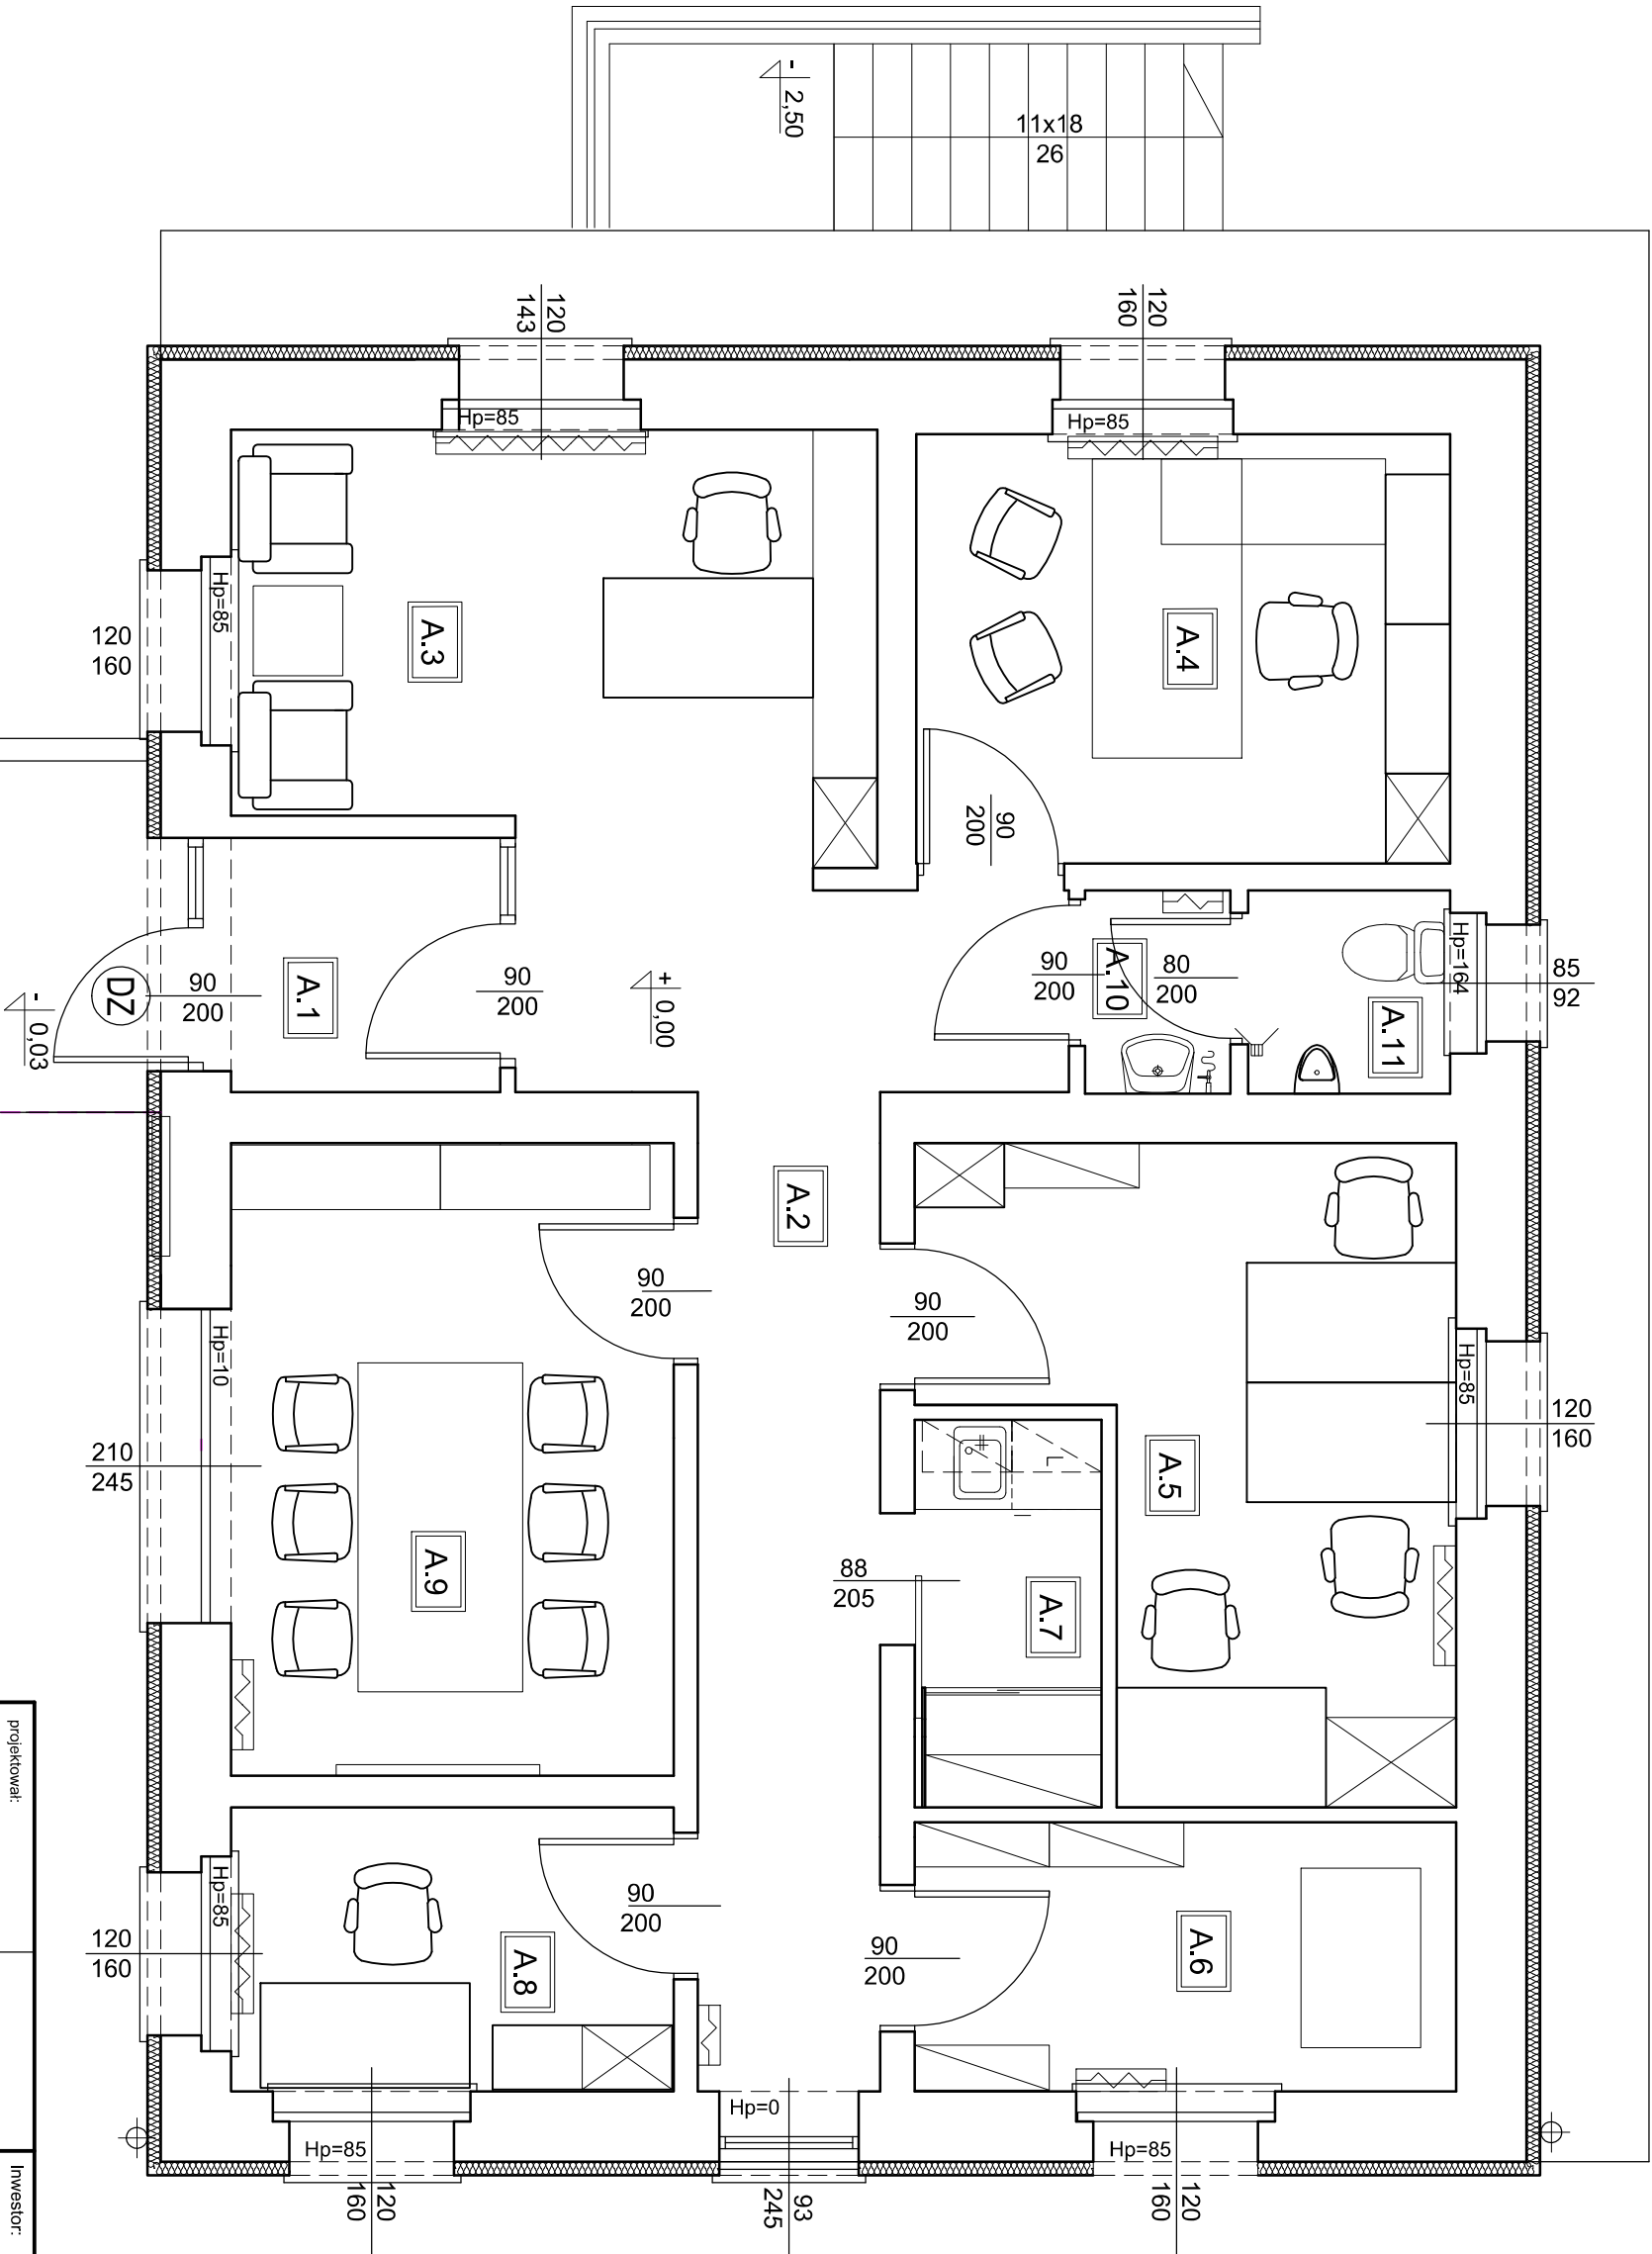 - 2,50
11x18
26
120
143
120
160
Hp=85
Hp=85
Hp=85
120
160
A.3
A.4
90
200
Hp=164
85
92
90
200
A.10
80
200
A.11
DZ
90
200
A.1
90
200
+ 0,00
- 0,03
A.2
90
200
90
200
Hp=10
210
245
Hp=85
120
160
A.5
A.9
88
205
A.7
L
Hp=85
120
160
A.8
90
200
90
200
A.6
Hp=0
Hp=85
Hp=85
120
160
93
245
120
160
projektował:
Inwestor: